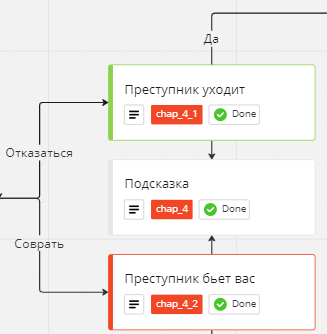 Да
Преступник уходит
chap_4_1 Done
Отказаться
Подсказка
chap_4 Done
Соврать
Преступник бьет вас
chap_4_2 Done